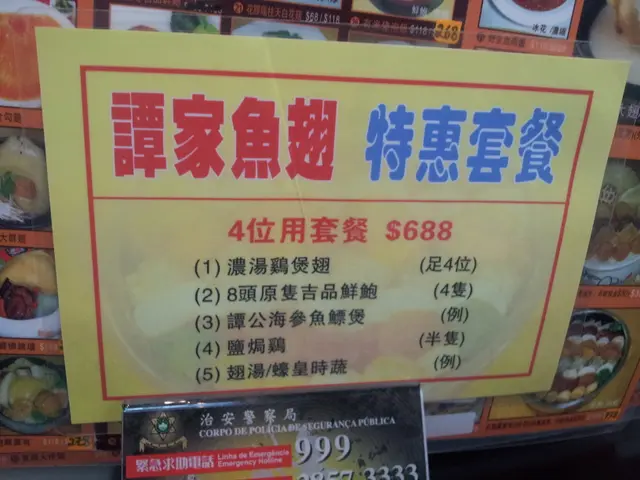 譚家魚翅 特惠套餐
4位用套餐 $688
(1) 濃湯鷄煲翅 (足4位)
(2) 8頭原隻吉品鮮鮑 (4隻)
(3) 譚公海參魚鰾煲 (例)
(4) 鹽焗鷄 (半隻)
(5) 翅湯/蠔皇時蔬 (例)
治安警察局
CORPO DE POLÍCIA DE SEGURANÇA PÚBLICA
緊急求助電話 Linha de Emergência 999
Emergency Hotline
2857 3333